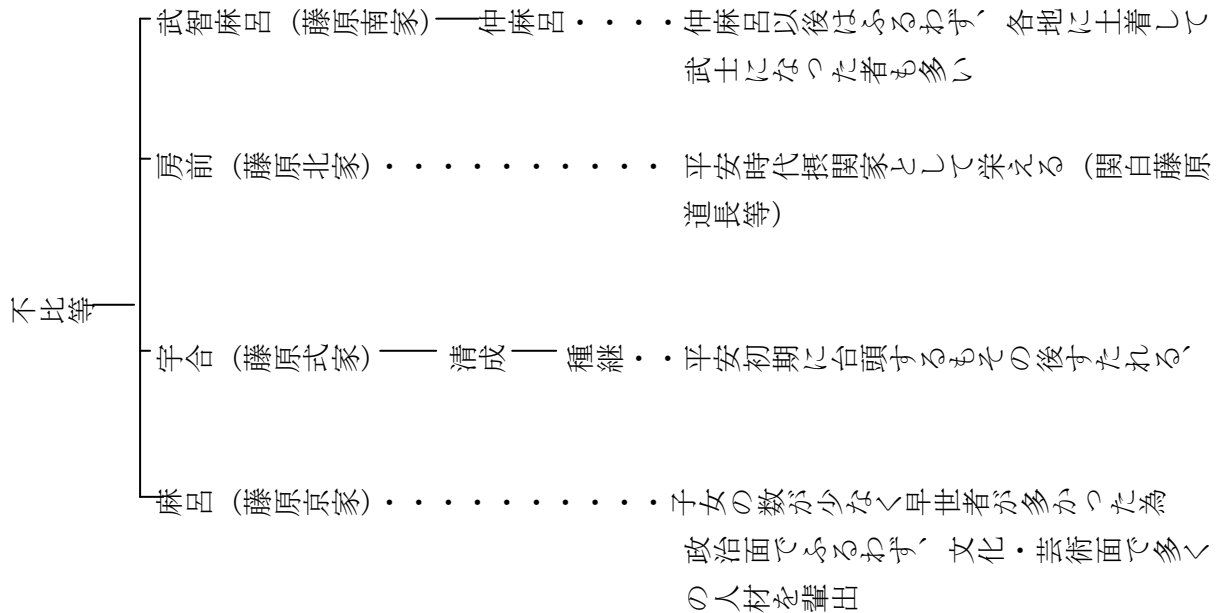 不比等
武智麻呂（藤原南家）――仲麻呂・・・・仲麻呂以後はふるわず、各地に土着して
武士になった者も多い
房前（藤原北家）・・・・・・・・・・平安時代摂関家として栄える（関白藤原
道長等）
宇合（藤原式家）――清成――種継・・平安初期に台頭するもその後すたれる、
麻呂（藤原京家）・・・・・・・・・・子女の数が少なく早世者が多かった為
政治面でふるわず、文化・芸術面で多く
の人材を輩出